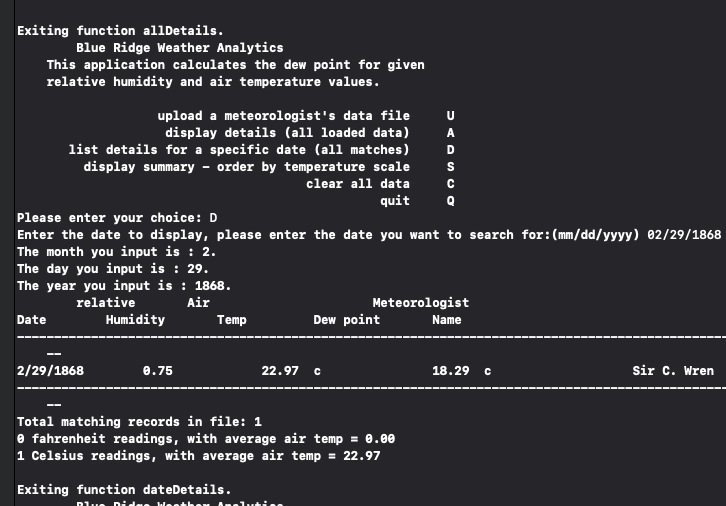 Exiting function allDetails.
Blue Ridge Weather Analytics
This application calculates the dew point for given
relative humidity and air temperature values.
upload a meteorologist's data file U
display details (all loaded data) A
list details for a specific date (all matches) D
display summary – order by temperature scale S
clear all data C
quit Q
Please enter your choice: D
Enter the date to display, please enter the date you want to search for:(mm/dd/yyyy) 02/29/1868
The month you input is : 2.
The day you input is : 29.
The year you input is : 1868.
relative Air Meteorologist
Date Humidity Temp Dew point Name
2/29/1868 0.75 22.97 c 18.29 c Sir C. Wren
Total matching records in file: 1
0 fahrenheit readings, with average air temp = 0.00
1 Celsius readings, with average air temp = 22.97
Exiting function dateDetails.
Blue Ridge Weather Analytics